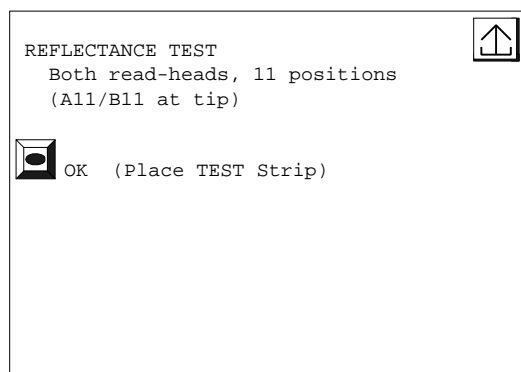 REFLECTANCE TEST
Both read-heads, 11 positions
(A11/B11 at tip)
OK (Place TEST Strip)